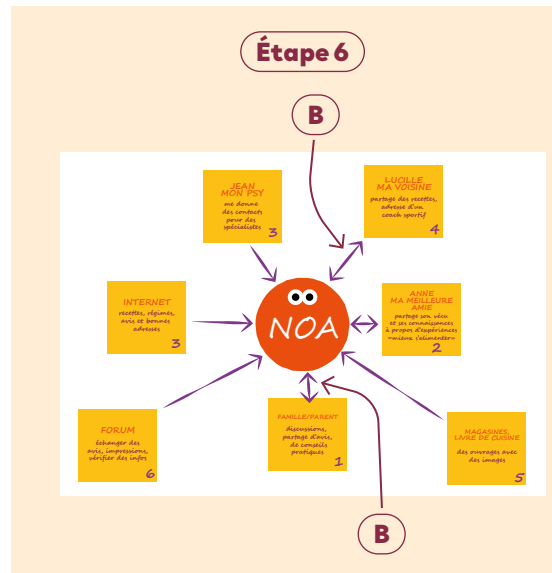 Étape 6
B
JEAN
MON PSY
me donne
des contacts
pour des
spécialistes
3
LUCILLE
MA VOISINE
partage des recettes,
adresse d'un
coach sportif
4
INTERNET
recettes, régimes,
avis et bonnes
adresses
3
NOA
ANNE
MA MEILLEURE
AMIE
partage son vécu
et ses connaissances
à propos d'expériences
"mieux s'alimenter"
2
FORUM
échanger des
avis, impressions,
vérifier des infos
6
FAMILLE/PARENT
discussions,
partage d'avis,
de conseils
pratiques
1
MAGASINES,
LIVRE DE CUISINE
des ouvrages avec
des images
5
B